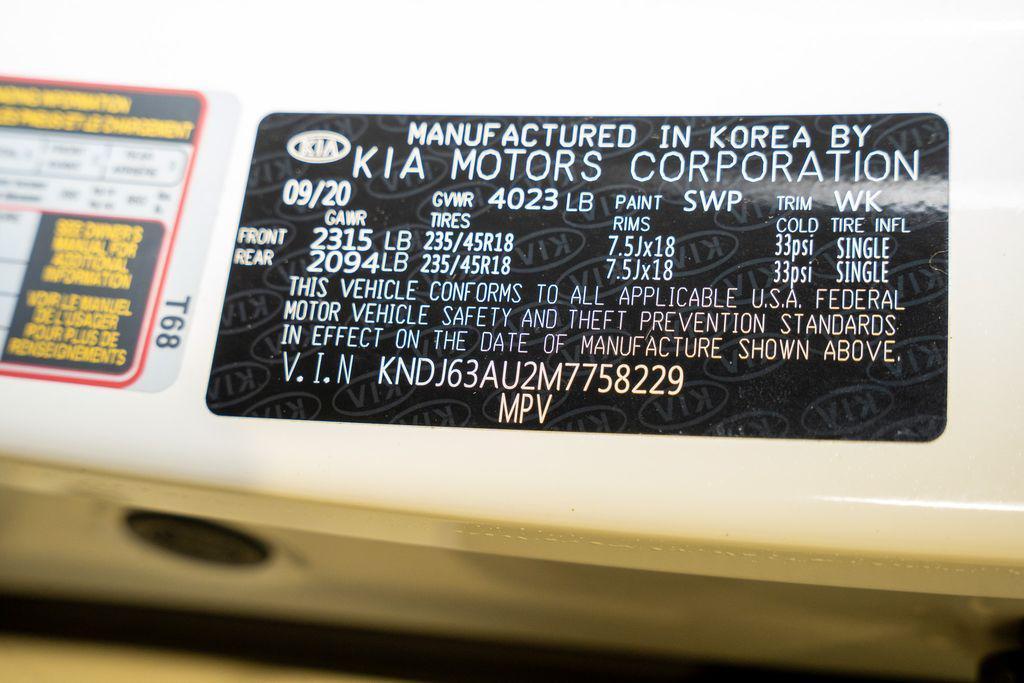 KIA
MANUFACTURED IN KOREA BY
KIA MOTORS CORPORATION
09/20 GVWR 4023 LB PAINT SWP TRIM WK
GAWR TIRES RIMS COLD TIRE INFL
FRONT 2315 LB 235/45R18 7.5Jx18 33psi SINGLE
REAR 2094LB 235/45R18 7.5Jx18 33psi SINGLE
THIS VEHICLE CONFORMS TO ALL APPLICABLE U.S.A. FEDERAL
MOTOR VEHICLE SAFETY AND THEFT PREVENTION STANDARDS
IN EFFECT ON THE DATE OF MANUFACTURE SHOWN ABOVE.
V.I.N KNDJ63AU2M7758229
MPV
SEE OWNER'S
MANUAL FOR
ADDITIONAL
INFORMATION
VOIR LE MANUEL
DE L'USAGER
POUR PLUS DE
RENSEIGNEMENTS
T68